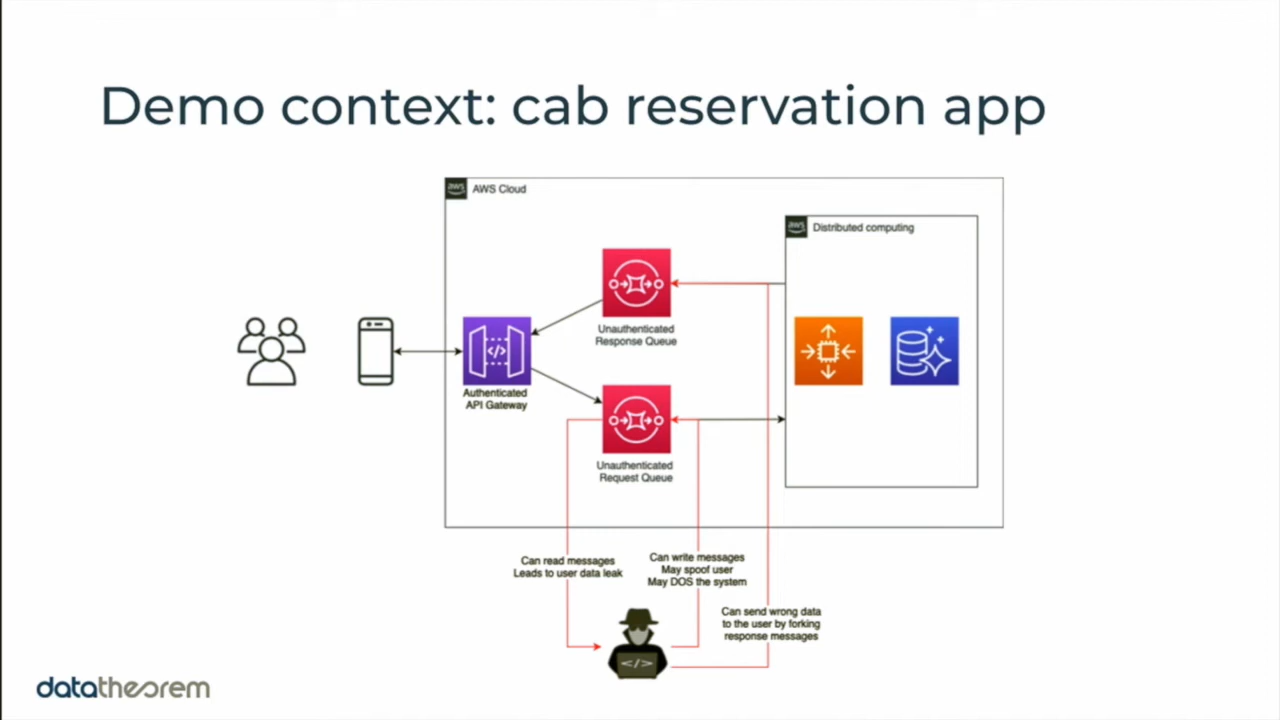 Demo context: cab reservation app
aws AWS Cloud
aws Distributed computing
Unauthenticated
Response Queue
</>
Authenticated
API Gateway
Unauthenticated
Request Queue
Can read messages
Leads to user data leak
Can write messages
May spoof user
May DOS the system
Can send wrong data
to the user by forking
response messages
</>
datatheorem